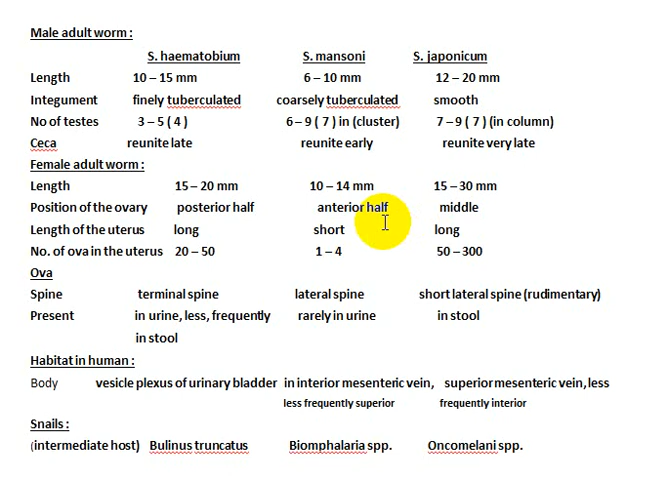 Male adult worm :
S. haematobium S. mansoni S. japonicum
Length 10 – 15 mm 6 – 10 mm 12 – 20 mm
Integument finely tuberculated coarsely tuberculated smooth
No of testes 3 – 5 ( 4 ) 6 – 9 ( 7 ) in (cluster) 7 – 9 ( 7 ) (in column)
Ceca reunite late reunite early reunite very late
Female adult worm :
Length 15 – 20 mm 10 – 14 mm 15 – 30 mm
Position of the ovary posterior half anterior half middle
Length of the uterus long short long
No. of ova in the uterus 20 – 50 1 – 4 50 – 300
Ova
Spine terminal spine lateral spine short lateral spine (rudimentary)
Present in urine, less, frequently rarely in urine in stool
in stool
Habitat in human :
Body vesicle plexus of urinary bladder in interior mesenteric vein, superior mesenteric vein, less
less frequently superior frequently interior
Snails :
(intermediate host) Bulinus truncatus Biomphalaria spp. Oncomelani spp.